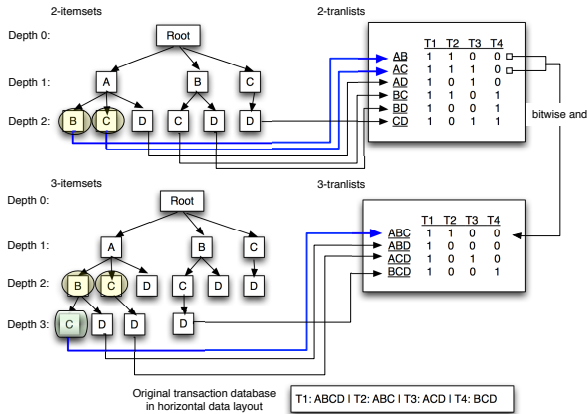 2-itemsets
2-tranlists
Depth 0:
Root
T1 T2 T3 T4
AB 1 1 0 0
AC 1 1 1 0
Depth 1:
A
B
C
AD 1 0 1 0
BC 1 1 0 1
bitwise and
Depth 2:
B
C
D
C
D
D
BD 1 0 0 1
CD 1 0 1 1
3-itemsets
3-tranlists
Depth 0:
Root
T1 T2 T3 T4
ABC 1 1 0 0
Depth 1:
A
B
C
ABD 1 0 0 0
ACD 1 0 1 0
Depth 2:
B
C
D
C
D
D
BCD 1 0 0 1
Depth 3:
C
D
D
D
Original transaction database
in horizontal data layout
T1: ABCD | T2: ABC | T3: ACD | T4: BCD